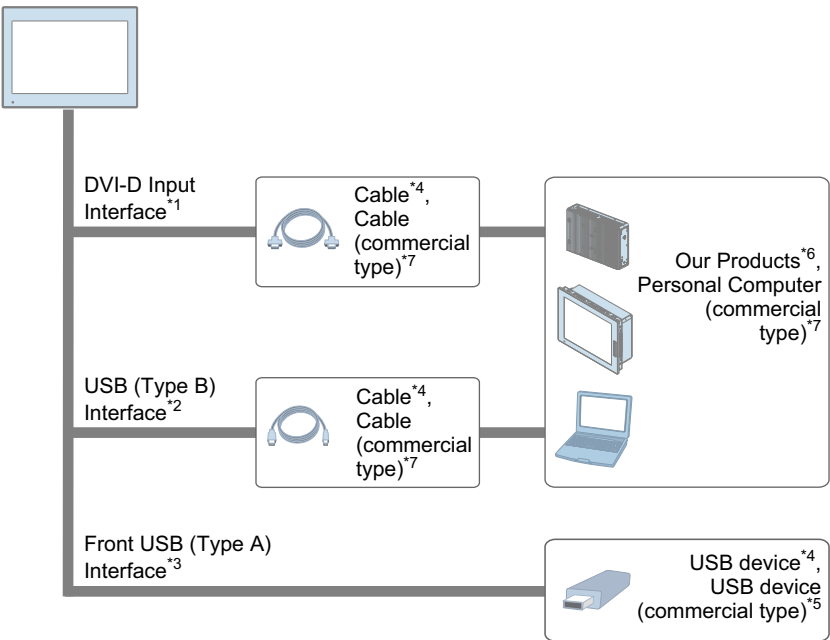 DVI-D Input
Interface*1
Cable*4,
Cable
(commercial
type)*7
Our Products*6,
Personal Computer
(commercial
type)*7
USB (Type B)
Interface*2
Cable*4,
Cable
(commercial
type)*7
Front USB (Type A)
Interface*3
USB device*4,
USB device
(commercial type)*5